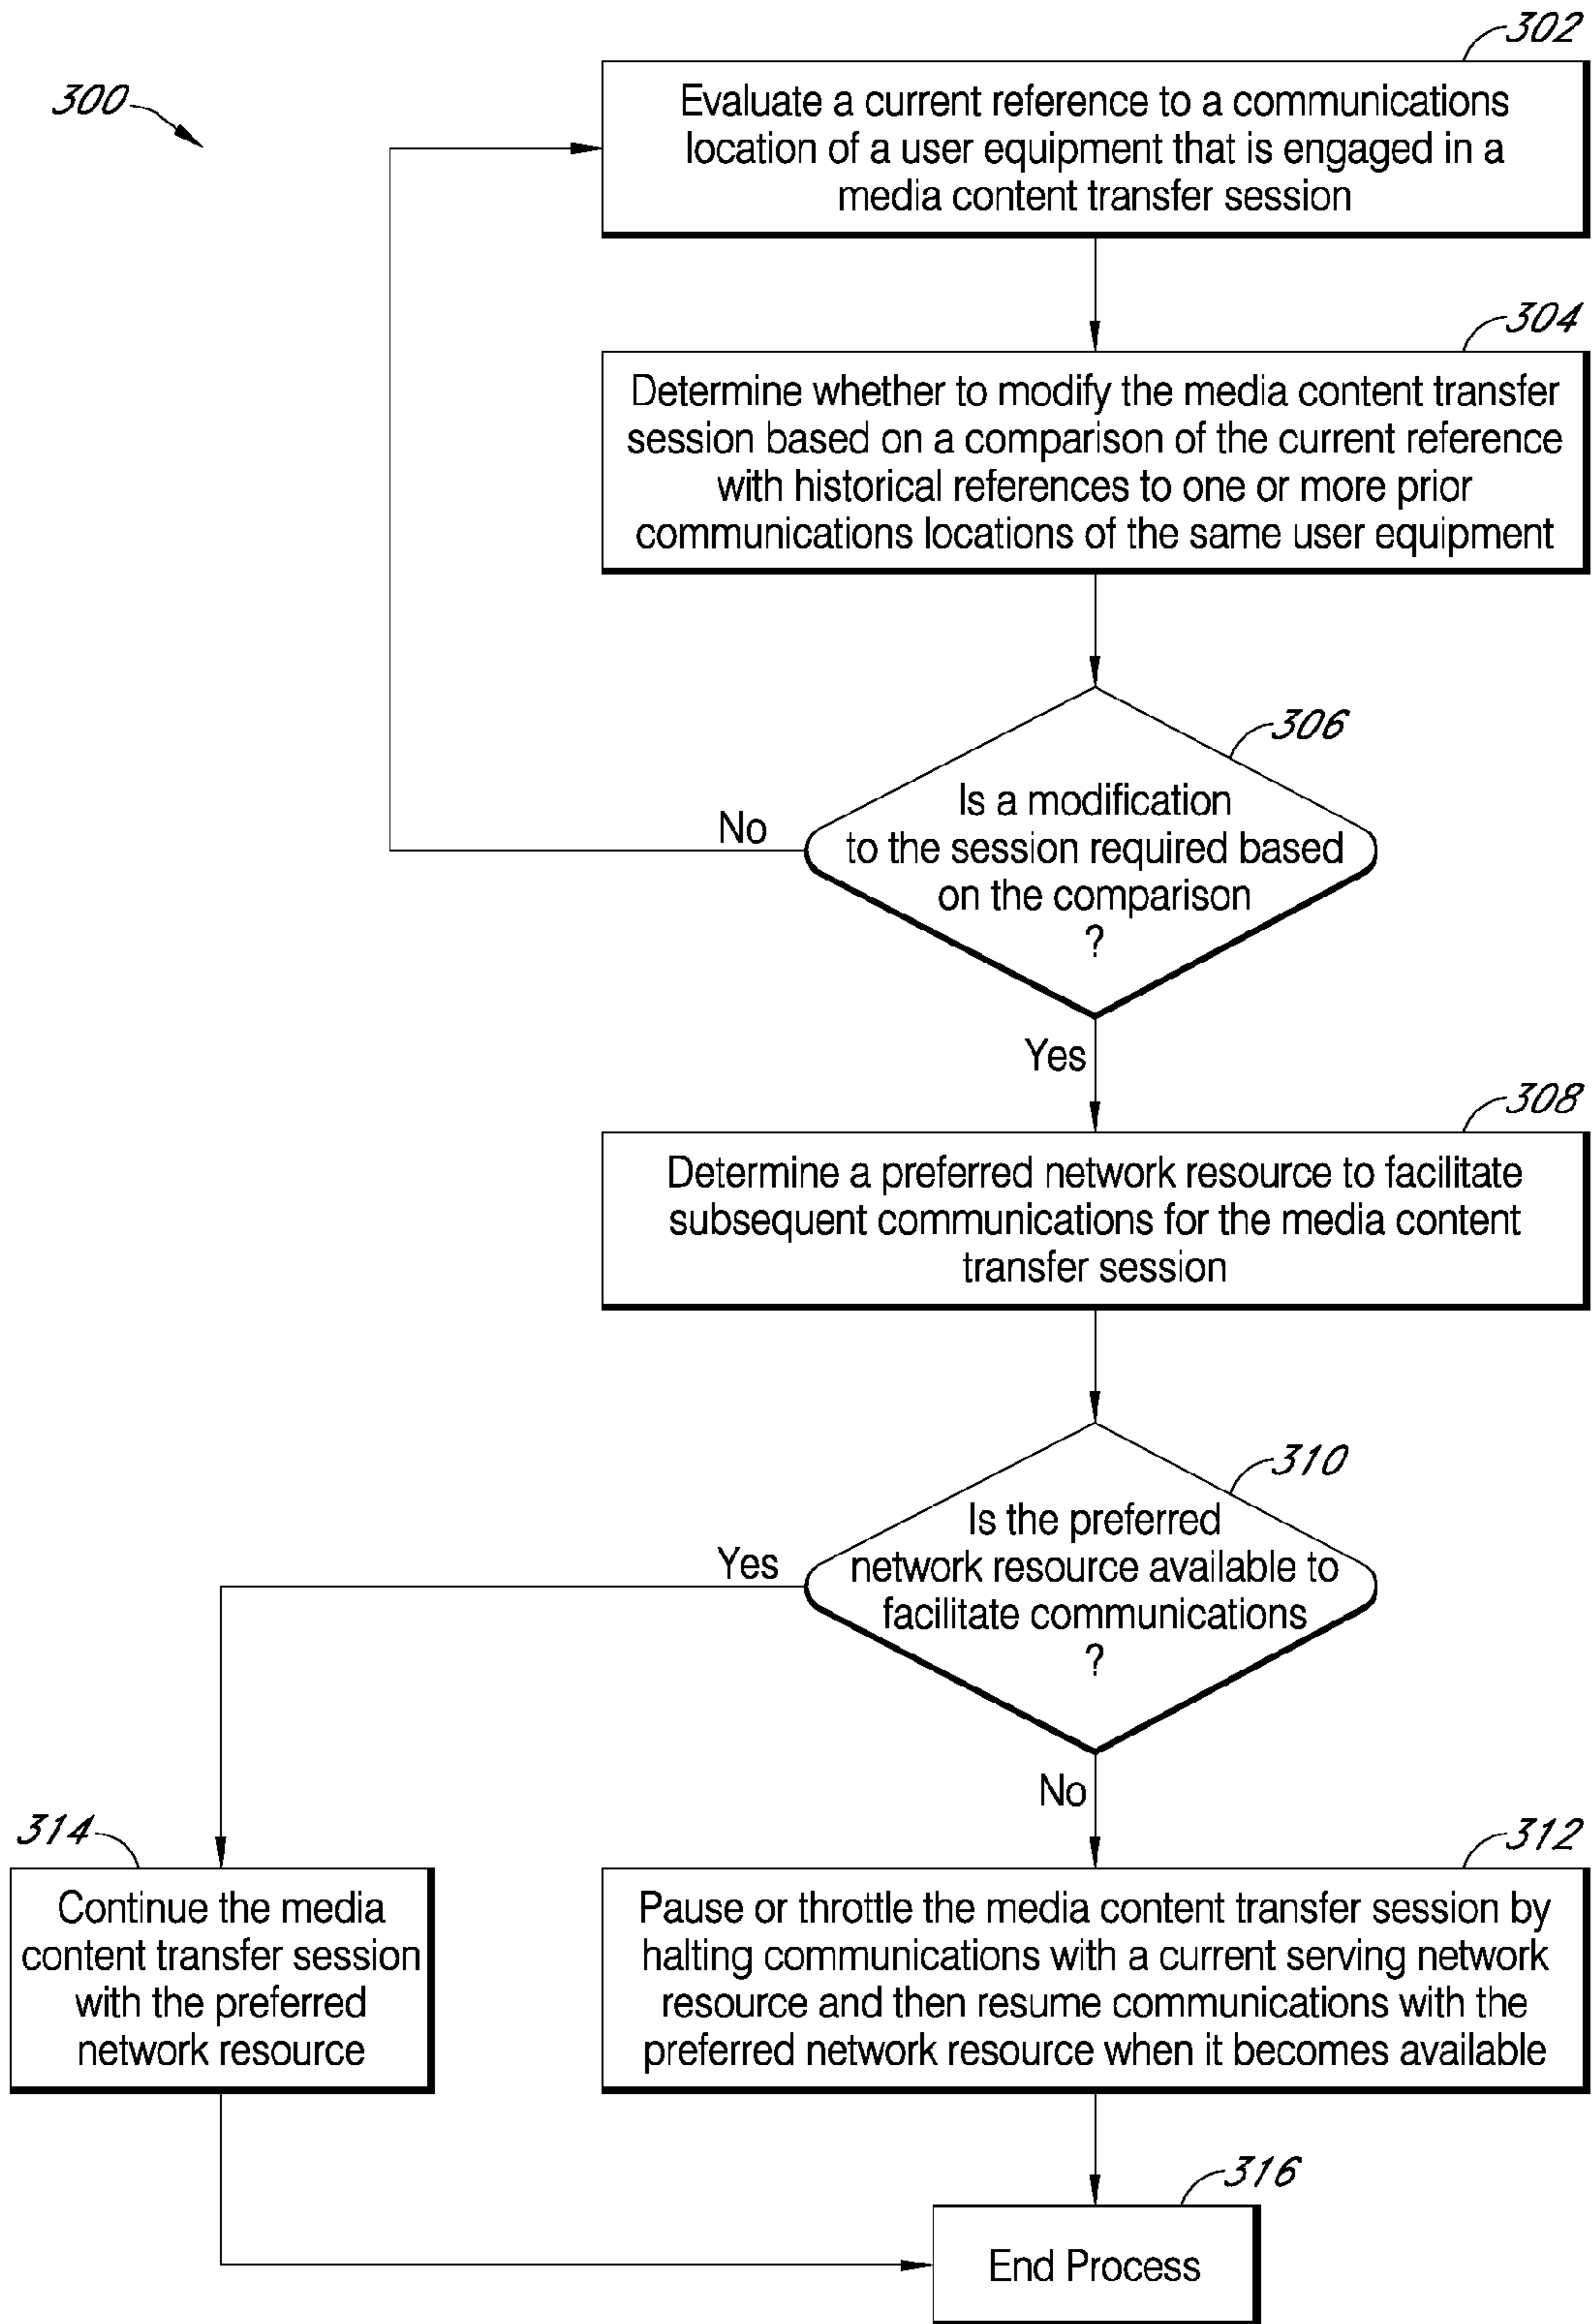 302
300
Evaluate a current reference to a communications
location of a user equipment that is engaged in a
media content transfer session
304
Determine whether to modify the media content transfer
session based on a comparison of the current reference
with historical references to one or more prior
communications locations of the same user equipment
306
Is a modification
to the session required based
on the comparison
?
No
Yes
308
Determine a preferred network resource to facilitate
subsequent communications for the media content
transfer session
310
Is the preferred
network resource available to
facilitate communications
?
Yes
No
314
Continue the media
content transfer session
with the preferred
network resource
312
Pause or throttle the media content transfer session by
halting communications with a current serving network
resource and then resume communications with the
preferred network resource when it becomes available
316
End Process